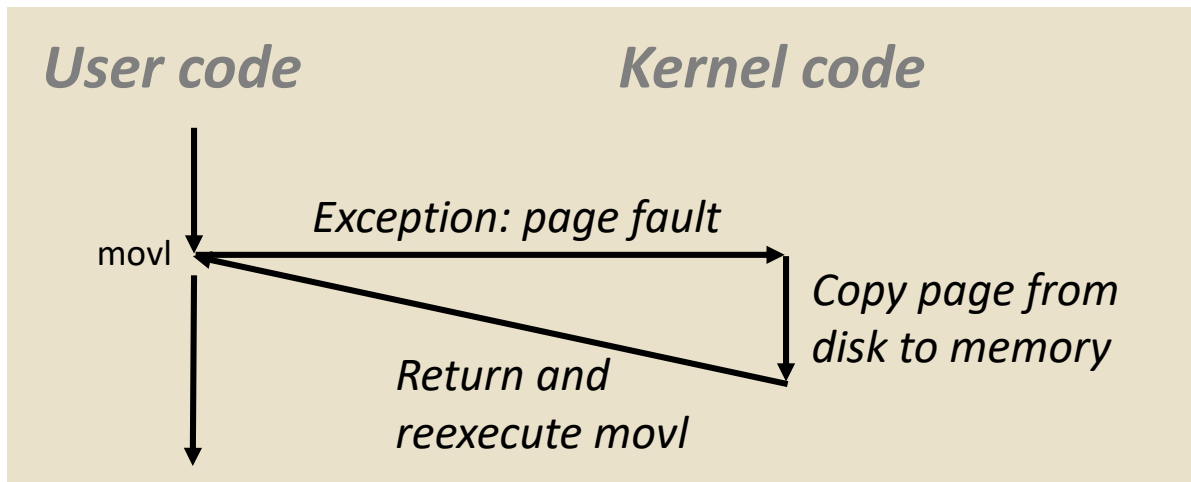 User code
Kernel code
Exception: page fault
movl
Copy page from
disk to memory
Return and
reexecute movl